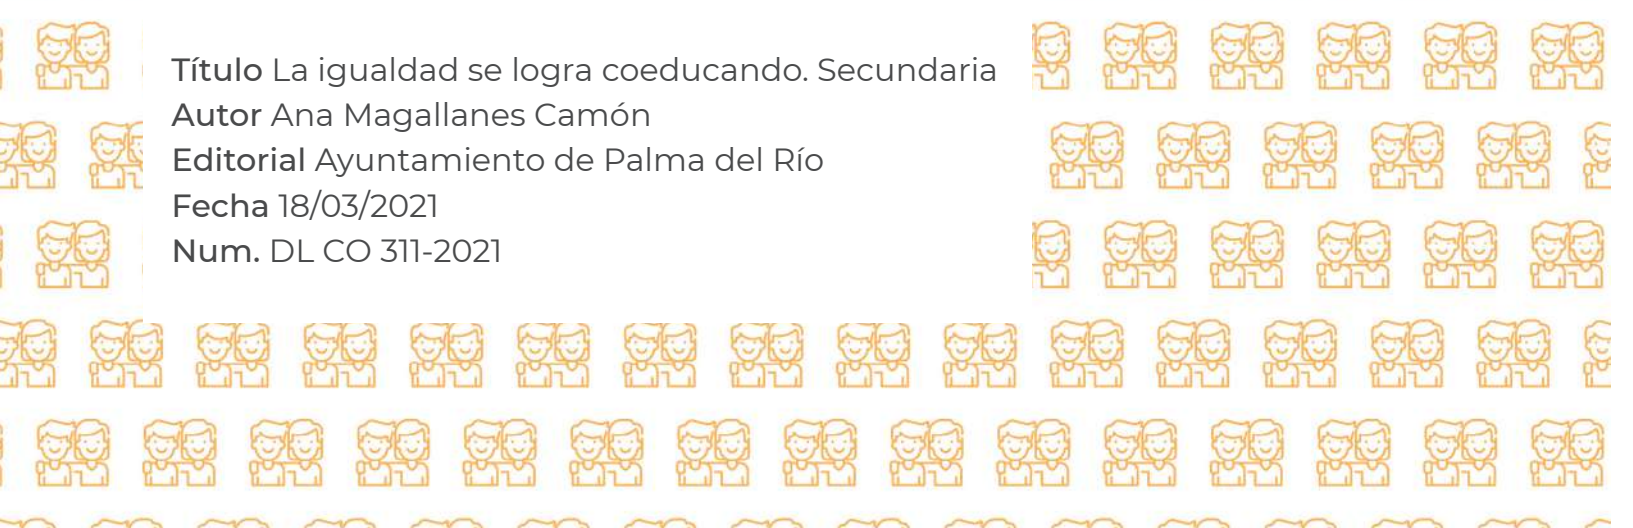 Título La igualdad se logra coeducando. Secundaria
Autor Ana Magallanes Camón
Editorial Ayuntamiento de Palma del Río
Fecha 18/03/2021
Num. DL CO 311-2021